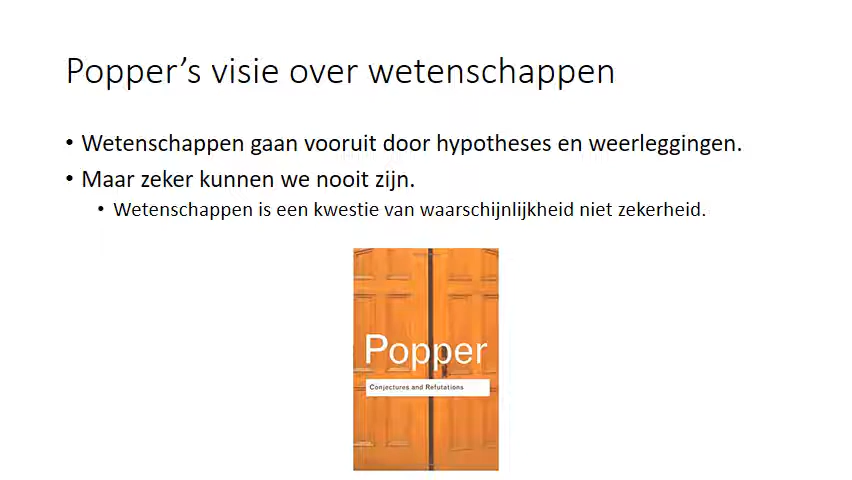 Popper’s visie over wetenschappen
• Wetenschappen gaan vooruit door hypotheses en weerleggingen.
• Maar zeker kunnen we nooit zijn.
• Wetenschappen is een kwestie van waarschijnlijkheid niet zekerheid.
Popper
Conjectures and Refutations